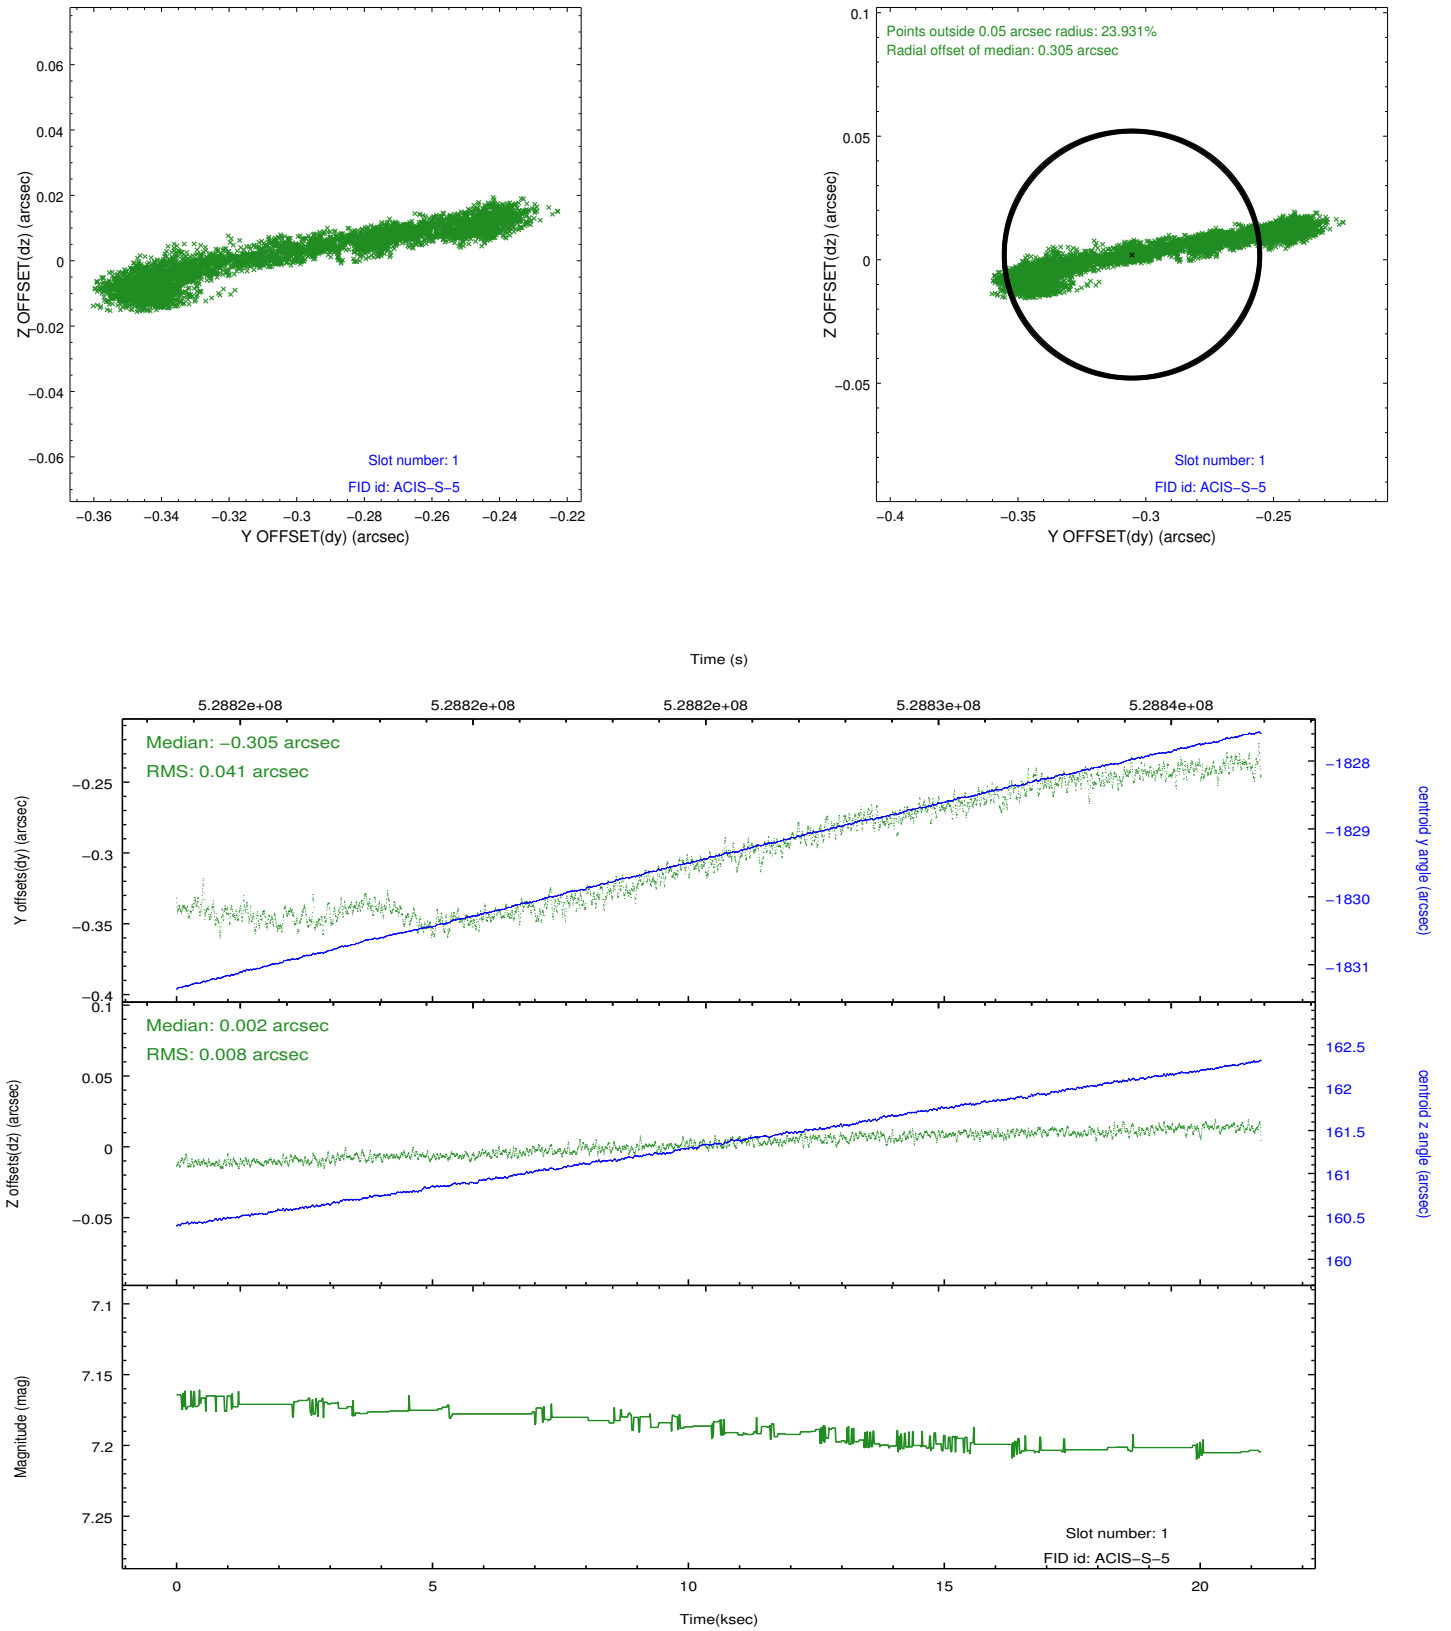 0.06
0.04
0.02
0
−0.02
−0.04
−0.06
Z OFFSET(dz) (arcsec)
Slot number: 1
FID id: ACIS−S−5
−0.36 −0.34 −0.32 −0.3 −0.28 −0.26 −0.24 −0.22
Y OFFSET(dy) (arcsec)
Points outside 0.05 arcsec radius: 23.931%
Radial offset of median: 0.305 arcsec
0.1
0.05
0
−0.05
Z OFFSET(dz) (arcsec)
Slot number: 1
FID id: ACIS−S−5
−0.4 −0.35 −0.3 −0.25
Y OFFSET(dy) (arcsec)
Time (s)
5.2882e+08 5.2882e+08 5.2882e+08 5.2883e+08 5.2884e+08
Median: −0.305 arcsec
RMS: 0.041 arcsec
−0.25
−0.3
−0.35
−0.4
Y offsets(dy) (arcsec)
−1828
−1829
−1830
−1831
centroid y angle (arcsec)
Median: 0.002 arcsec
RMS: 0.008 arcsec
0.1
0.05
0
−0.05
Z offsets(dz) (arcsec)
162.5
162
161.5
161
160.5
160
centroid z angle (arcsec)
7.1
7.15
7.2
7.25
Magnitude (mag)
Slot number: 1
FID id: ACIS−S−5
0 5 10 15 20
Time(ksec)